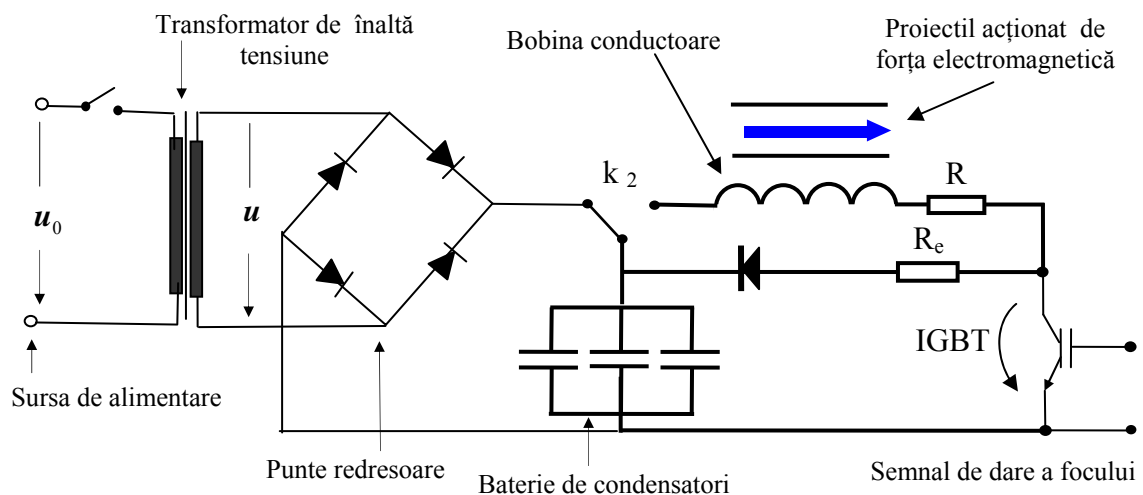 Transformator de înaltă
tensiune
Bobina conductoare
Proiectil acționat de
forța electromagnetică
k 2
R
u0
u
Re
IGBT
Sursa de alimentare
Punte redresoare
Baterie de condensatori
Semnal de dare a focului